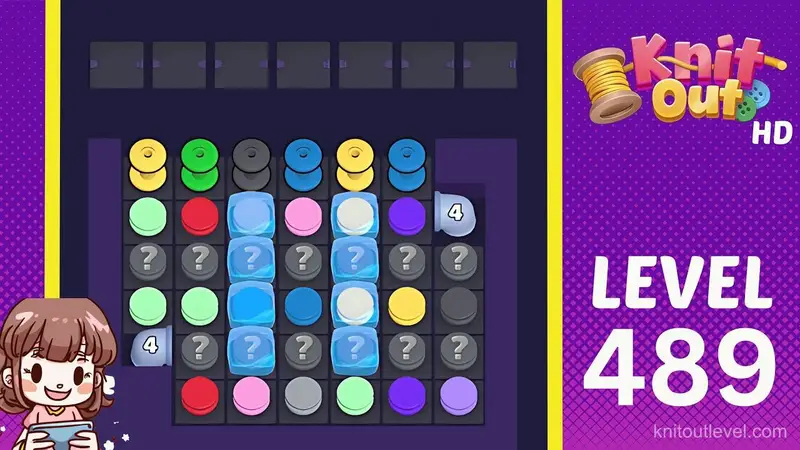 Knit
Out
HD
4
? ? ? ? ? ? ?
4
? ? ? ? ? ?
LEVEL
489
knitoutlevel.com